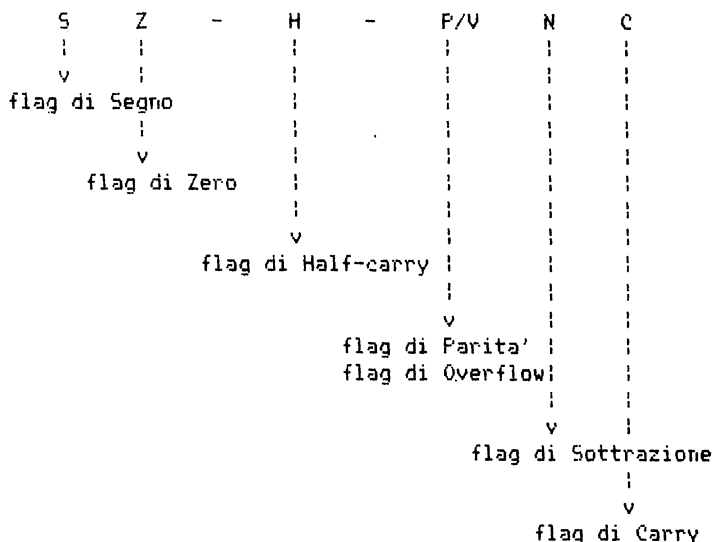 S Z - H - P/V N C
flag di Segno
flag di Zero
flag di Half-carry
flag di Parita'
flag di Overflow
flag di Sottrazione
flag di Carry